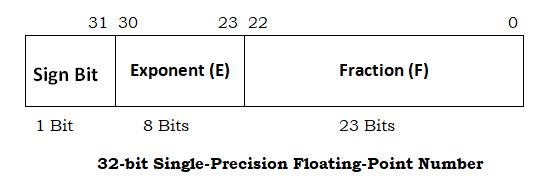 31 30 23 22 0
Sign Bit Exponent (E) Fraction (F)
1 Bit 8 Bits 23 Bits
32-bit Single-Precision Floating-Point Number